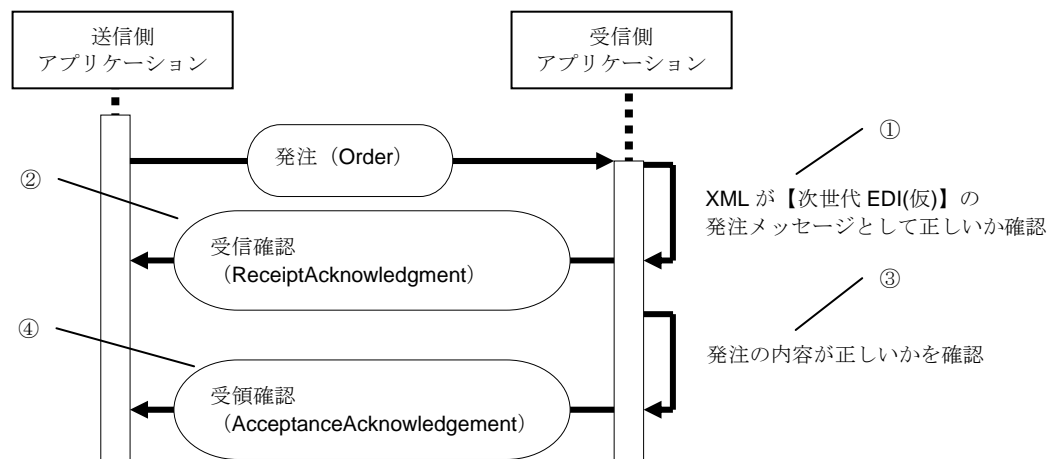 送信側
アプリケーション
受信側
アプリケーション
①
発注（Order）
②
XML が【次世代 EDI(仮)】の
発注メッセージとして正しいか確認
受信確認
（ReceiptAcknowledgment）
③
④
発注の内容が正しいかを確認
受領確認
（AcceptanceAcknowledgement）